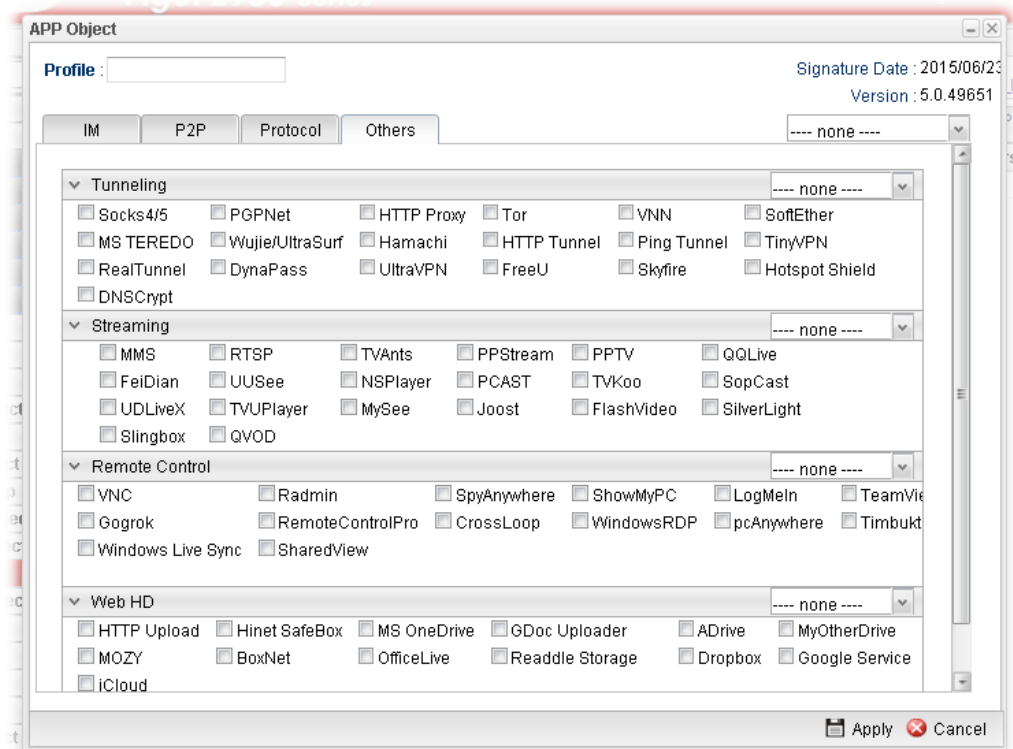 APP Object
Profile :
Signature Date : 2015/06/23
Version : 5.0.49651
IM P2P Protocol Others ---- none ----
Tunneling ---- none ----
Socks4/5 PGPNet HTTP Proxy Tor VNN SoftEther
MS TEREDO Wujie/UltraSurf Hamachi HTTP Tunnel Ping Tunnel TinyVPN
RealTunnel DynaPass UltraVPN FreeU Skyfire Hotspot Shield
DNSCrypt
Streaming ---- none ----
MMS RTSP TVAnts PPStream PPTV QQLive
FeiDian UUSee NSPlayer PCAST TVKoo SopCast
UDLiveX TVUPlayer MySee Joost FlashVideo SilverLight
Slingbox QVOD
Remote Control ---- none ----
VNC Radmin SpyAnywhere ShowMyPC LogMeIn TeamVie
Gogrok RemoteControlPro CrossLoop WindowsRDP pcAnywhere Timbukt
Windows Live Sync SharedView
Web HD ---- none ----
HTTP Upload Hinet SafeBox MS OneDrive GDoc Uploader ADrive MyOtherDrive
MOZY BoxNet OfficeLive Readdle Storage Dropbox Google Service
iCloud
Apply Cancel